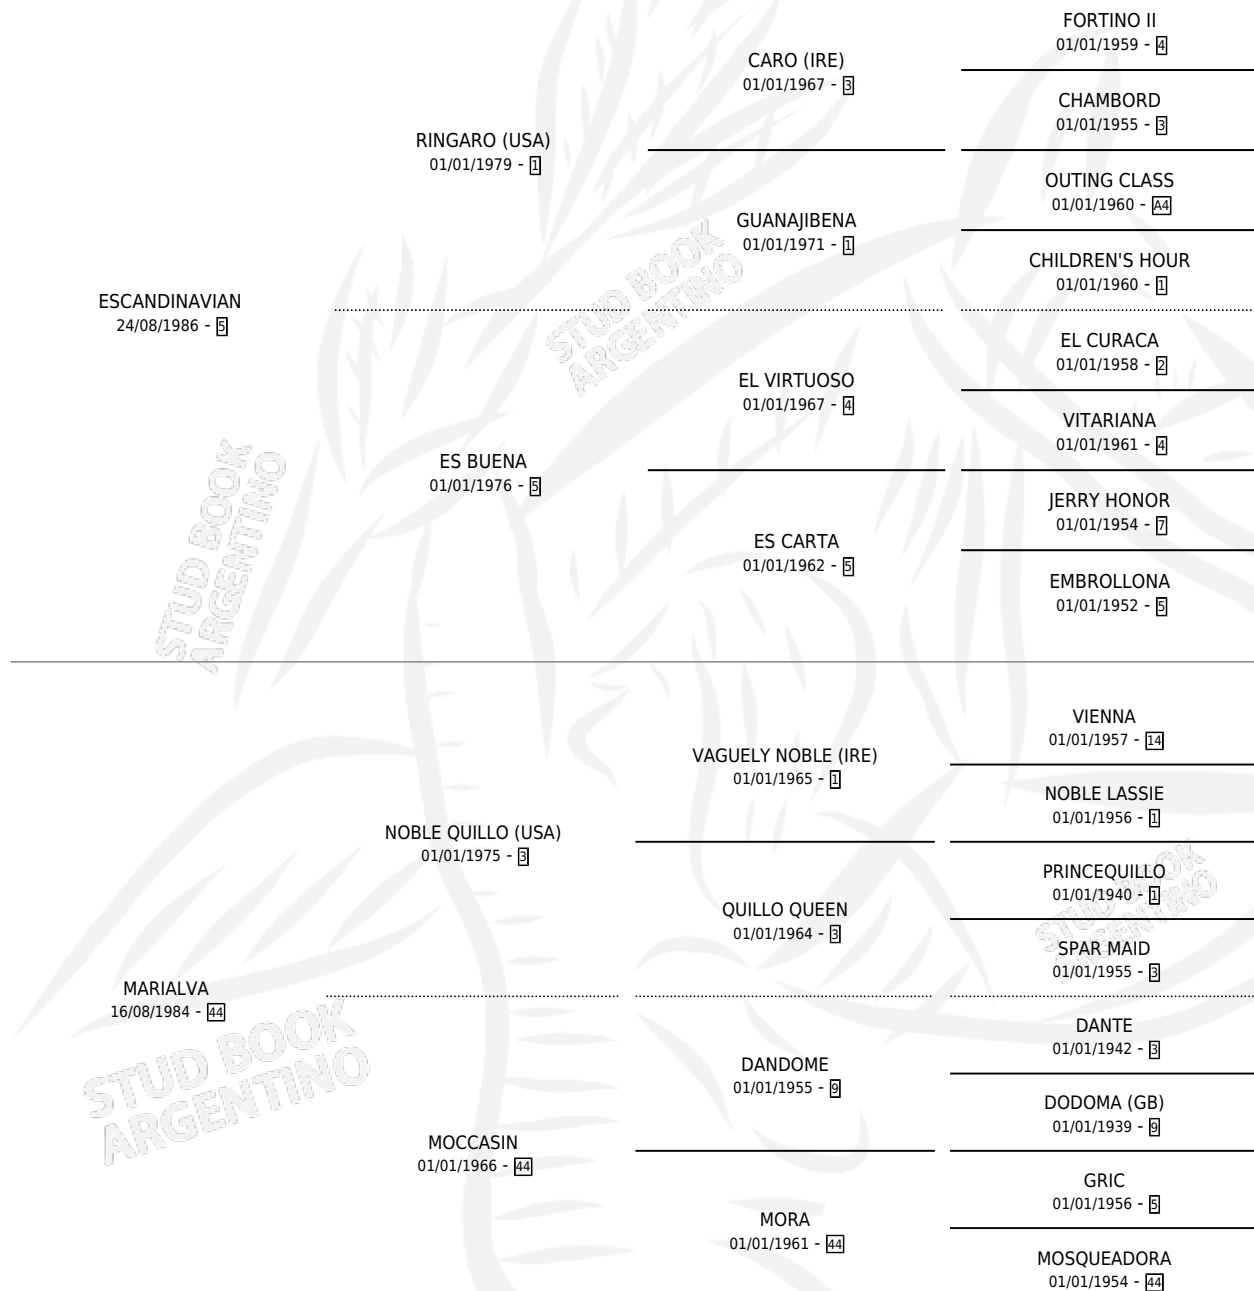 FORTINO II
01/01/1959 - 4
CARO (IRE)
01/01/1967 - 3
CHAMBORD
01/01/1955 - 3
RINGARO (USA)
01/01/1979 - 1
OUTING CLASS
01/01/1960 - A4
GUANAJIBENA
01/01/1971 - 1
CHILDREN'S HOUR
01/01/1960 - 1
ESCANDINAVIAN
24/08/1986 - 5
EL CURACA
01/01/1958 - 2
EL VIRTUOSO
01/01/1967 - 4
VITARIANA
01/01/1961 - 4
ES BUENA
01/01/1976 - 5
JERRY HONOR
01/01/1954 - 7
ES CARTA
01/01/1962 - 5
EMBROLLONA
01/01/1952 - 5
VIENNA
01/01/1957 - 14
VAGUELY NOBLE (IRE)
01/01/1965 - 1
NOBLE LASSIE
01/01/1956 - 1
NOBLE QUILLO (USA)
01/01/1975 - 3
PRINCEQUILLO
01/01/1940 - 1
QUILLO QUEEN
01/01/1964 - 3
SPAR MAID
01/01/1955 - 3
MARIALVA
16/08/1984 - 44
DANTE
01/01/1942 - 3
DANDOME
01/01/1955 - 9
DODOMA (GB)
01/01/1939 - 9
MOCCASIN
01/01/1966 - 44
GRIC
01/01/1956 - 5
MORA
01/01/1961 - 44
MOSQUEADORA
01/01/1954 - 44
STUD BOOK
ARGENTINO
STUD BOOK
ARGENTINO
STUD BOOK
ARGENTINO
STUD BOOK
ARGENTINO